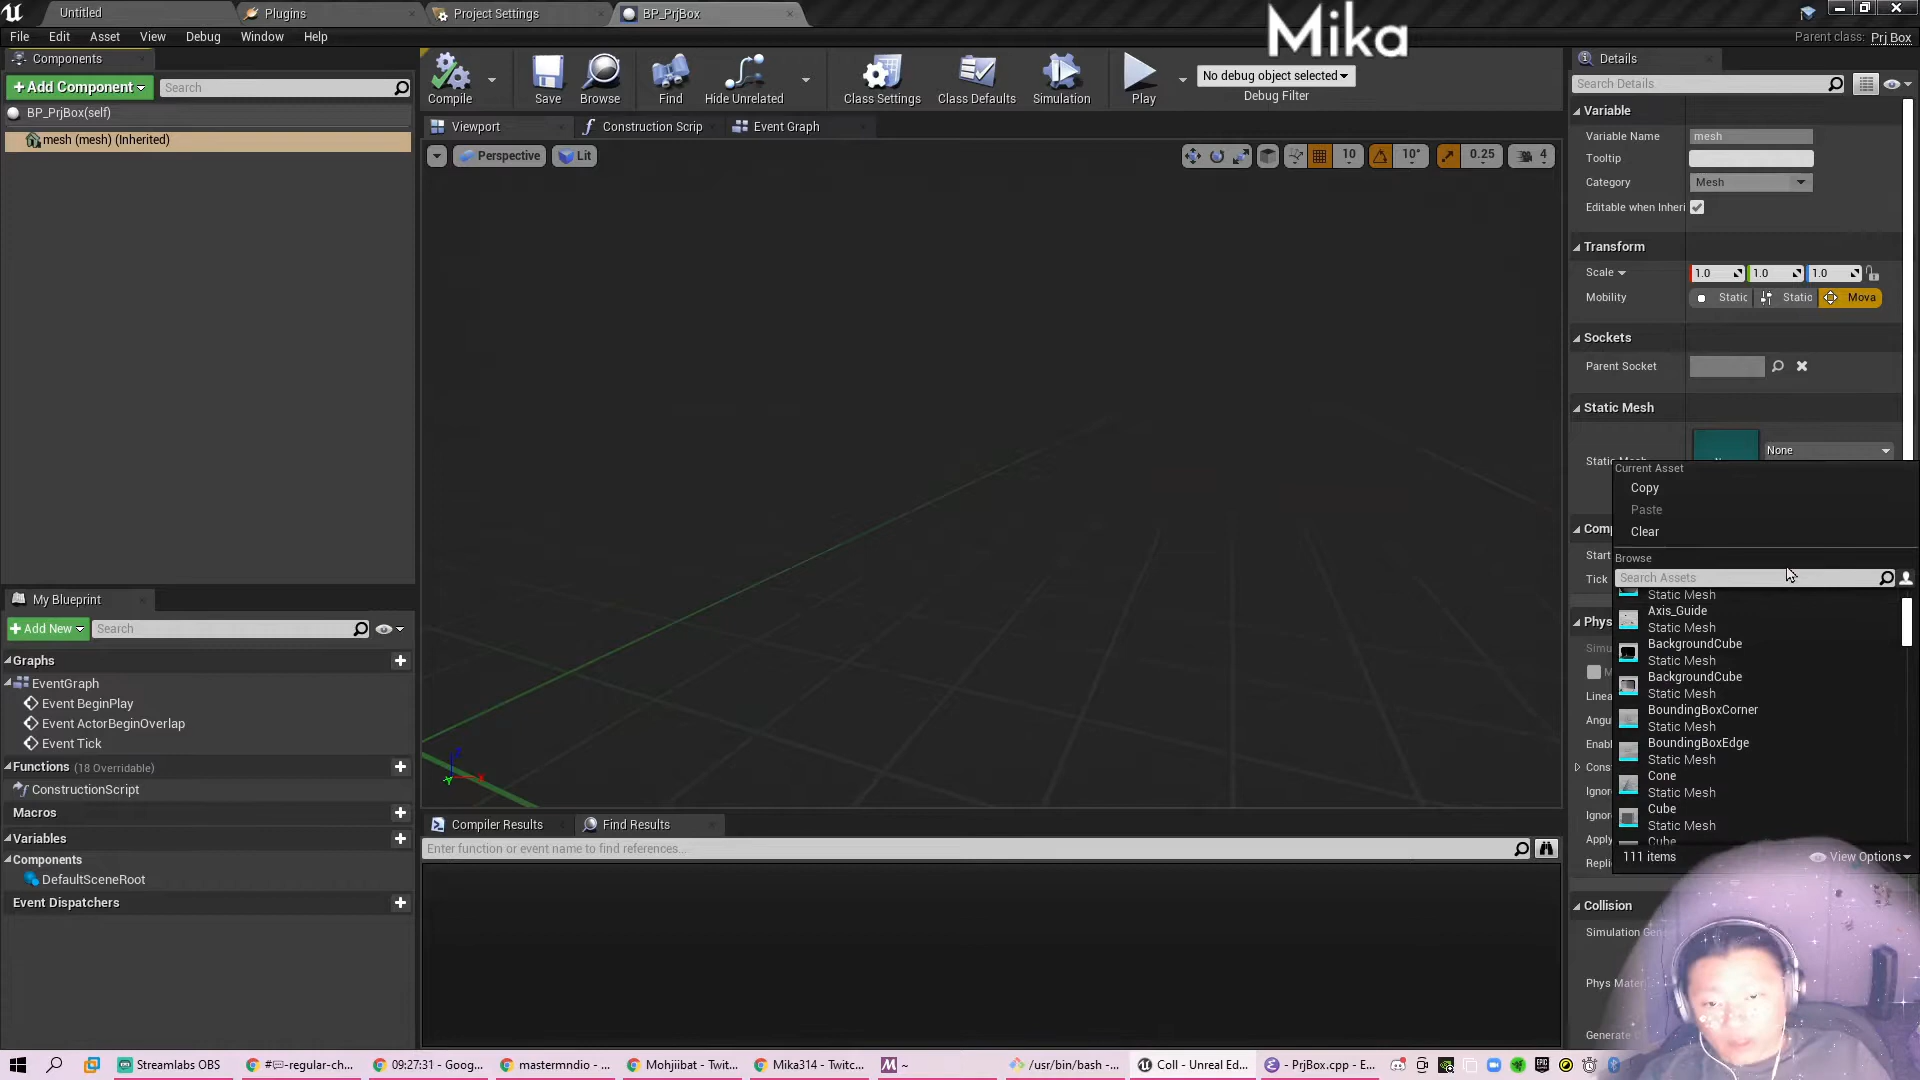 Untitled
Plugins
Project Settings
BP_PrjBox
Mika
File Edit Asset View Debug Window Help
Parent class: Prj Box
Components
Add Component
Search
BP_PrjBox(self)
mesh (mesh) (Inherited)
Compile
Save
Browse
Find
Hide Unrelated
Class Settings
Class Defaults
Simulation
Play
No debug object selected
Debug Filter
Viewport
Construction Scrip
Event Graph
Perspective
Lit
10
10°
0.25
4
Details
Search Details
Variable
Variable Name mesh
Tooltip
Category Mesh
Editable when Inheri
Transform
Scale 1.0 1.0 1.0
Mobility Static Static Mova
Sockets
Parent Socket
Static Mesh
None
Current Asset
Copy
Paste
Clear
Browse
Search Assets
Static Mesh
Axis_Guide
Static Mesh
BackgroundCube
Static Mesh
BackgroundCube
Static Mesh
BoundingBoxCorner
Static Mesh
BoundingBoxEdge
Static Mesh
Cone
Static Mesh
Cube
Static Mesh
Cube
111 items
View Options
Start
Tick
Phys
Linea
Angu
Enabl
Cons
Ignor
Ignor
Apply
Repli
Collision
Simulation Gen
Phys Mater
Generate
My Blueprint
Add New
Search
Graphs
EventGraph
Event BeginPlay
Event ActorBeginOverlap
Event Tick
Functions (18 Overridable)
ConstructionScript
Macros
Variables
Components
DefaultSceneRoot
Event Dispatchers
Compiler Results
Find Results
Enter function or event name to find references...
Streamlabs OBS
09:27:31 - Goog...
mastermndio - ...
Mohjiibat - Twit...
Mika314 - Twitc...
~
/usr/bin/bash -...
Coll - Unreal Ed...
- PrjBox.cpp - E...